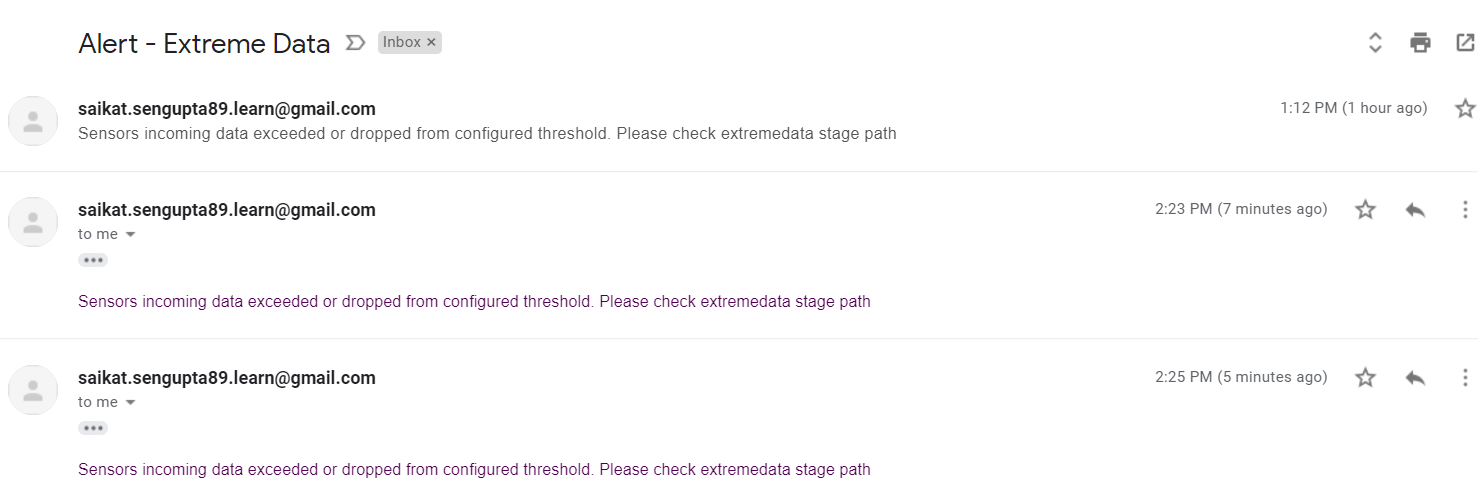 Alert - Extreme Data Inbox ×
saikat.sengupta89.learn@gmail.com 1:12 PM (1 hour ago)
Sensors incoming data exceeded or dropped from configured threshold. Please check extremedata stage path
saikat.sengupta89.learn@gmail.com 2:23 PM (7 minutes ago)
to me
Sensors incoming data exceeded or dropped from configured threshold. Please check extremedata stage path
saikat.sengupta89.learn@gmail.com 2:25 PM (5 minutes ago)
to me
Sensors incoming data exceeded or dropped from configured threshold. Please check extremedata stage path